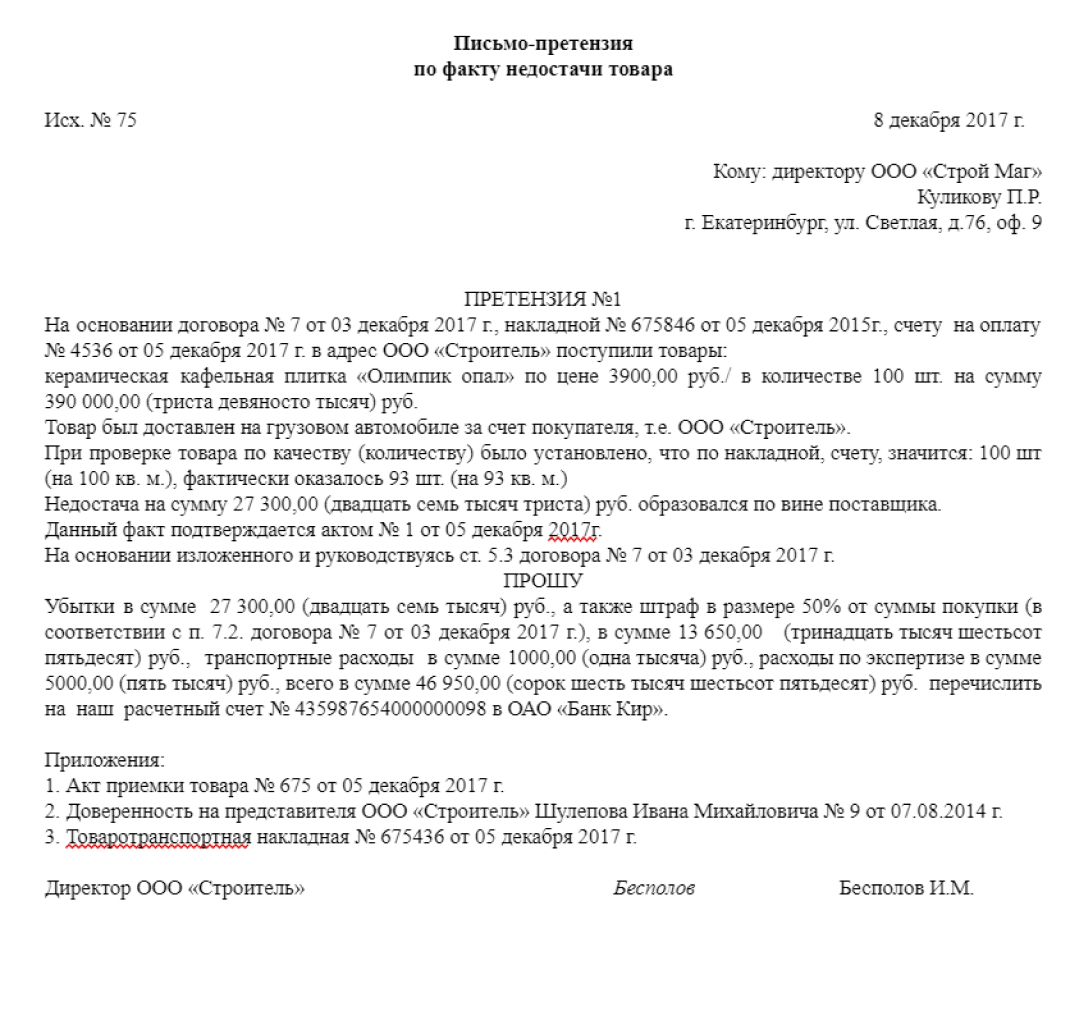 Письмо-претензия
по факту недостачи товара
Исх. № 75
8 декабря 2017 г.
Кому: директору ООО «Строй Маг»
Куликову П.Р.
г. Екатеринбург, ул. Светлая, д.76, оф. 9
ПРЕТЕНЗИЯ №1
На основании договора № 7 от 03 декабря 2017 г., накладной № 675846 от 05 декабря 2015г., счету на оплату
№ 4536 от 05 декабря 2017 г. в адрес ООО «Строитель» поступили товары:
керамическая кафельная плитка «Олимпик опал» по цене 3900,00 руб./ в количестве 100 шт. на сумму
390 000,00 (триста девяносто тысяч) руб.
Товар был доставлен на грузовом автомобиле за счет покупателя, т.е. ООО «Строитель».
При проверке товара по качеству (количеству) было установлено, что по накладной, счету, значится: 100 шт
(на 100 кв. м.), фактически оказалось 93 шт. (на 93 кв. м.)
Недостача на сумму 27 300,00 (двадцать семь тысяч триста) руб. образовался по вине поставщика.
Данный факт подтверждается актом № 1 от 05 декабря 2017г.
На основании изложенного и руководствуясь ст. 5.3 договора № 7 от 03 декабря 2017 г.
ПРОШУ
Убытки в сумме 27 300,00 (двадцать семь тысяч) руб., а также штраф в размере 50% от суммы покупки (в
соответствии с п. 7.2. договора № 7 от 03 декабря 2017 г.), в сумме 13 650,00 (тринадцать тысяч шестьсот
пятьдесят) руб., транспортные расходы в сумме 1000,00 (одна тысяча) руб., расходы по экспертизе в сумме
5000,00 (пять тысяч) руб., всего в сумме 46 950,00 (сорок шесть тысяч шестьсот пятьдесят) руб. перечислить
на наш расчетный счет № 435987654000000098 в ОАО «Банк Кир».
Приложения:
1. Акт приемки товара № 675 от 05 декабря 2017 г.
2. Доверенность на представителя ООО «Строитель» Шулепова Ивана Михайловича № 9 от 07.08.2014 г.
3. Товаротранспортная накладная № 675436 от 05 декабря 2017 г.
Директор ООО «Строитель» Бесполов Бесполов И.М.